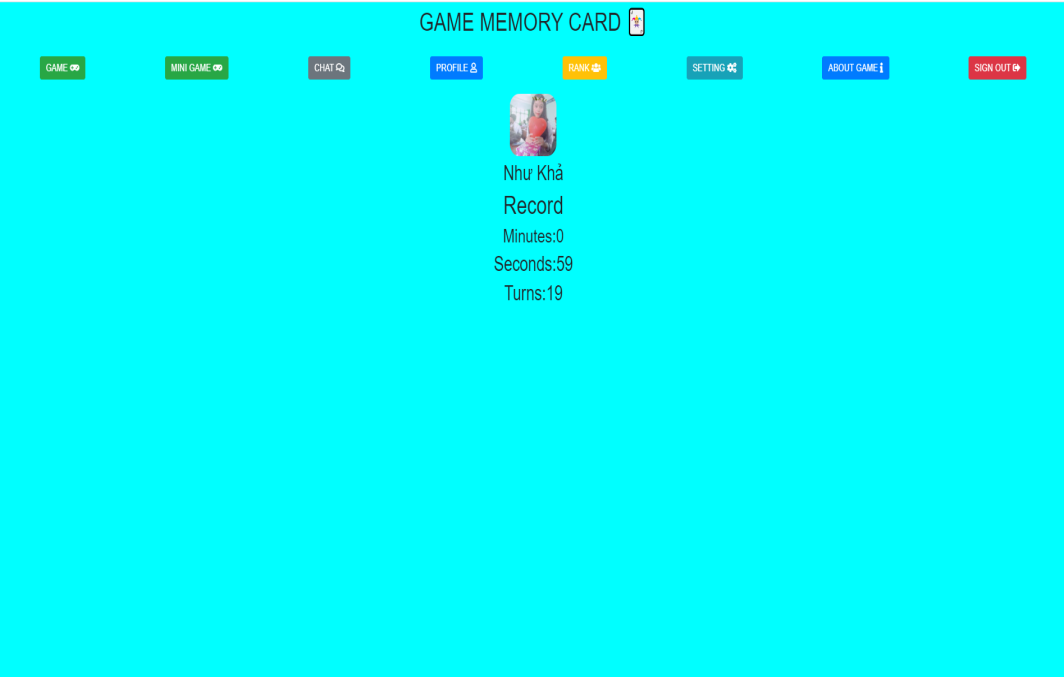 GAME MEMORY CARD 🃏
GAME MINI GAME CHAT PROFILE RANK SETTING ABOUT GAME SIGN OUT
Như Khả
Record
Minutes:0
Seconds:59
Turns:19